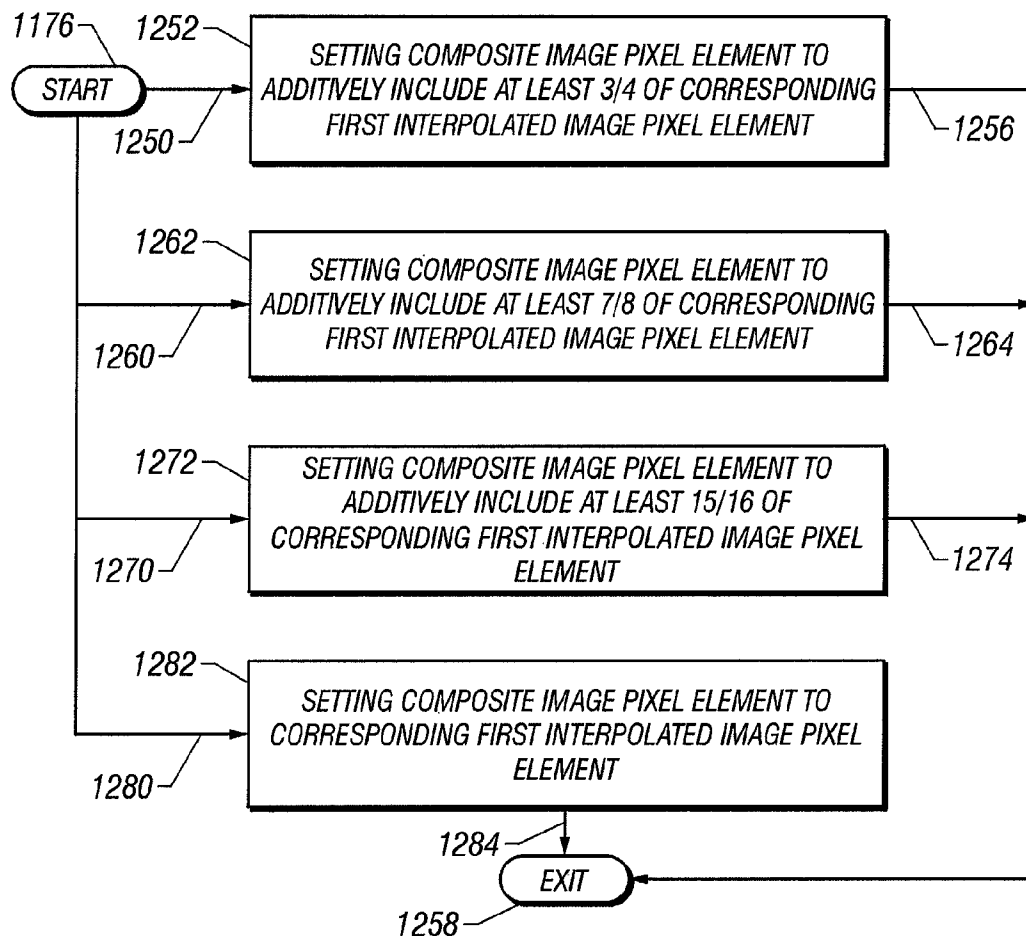 1176
START
1250
1252
SETTING COMPOSITE IMAGE PIXEL ELEMENT TO
ADDITIVELY INCLUDE AT LEAST 3/4 OF CORRESPONDING
FIRST INTERPOLATED IMAGE PIXEL ELEMENT
1256
1262
SETTING COMPOSITE IMAGE PIXEL ELEMENT TO
ADDITIVELY INCLUDE AT LEAST 7/8 OF CORRESPONDING
FIRST INTERPOLATED IMAGE PIXEL ELEMENT
1260
1264
1272
SETTING COMPOSITE IMAGE PIXEL ELEMENT TO
ADDITIVELY INCLUDE AT LEAST 15/16 OF
CORRESPONDING FIRST INTERPOLATED IMAGE PIXEL
ELEMENT
1270
1274
1282
SETTING COMPOSITE IMAGE PIXEL ELEMENT TO
CORRESPONDING FIRST INTERPOLATED IMAGE PIXEL
ELEMENT
1280
1284
EXIT
1258